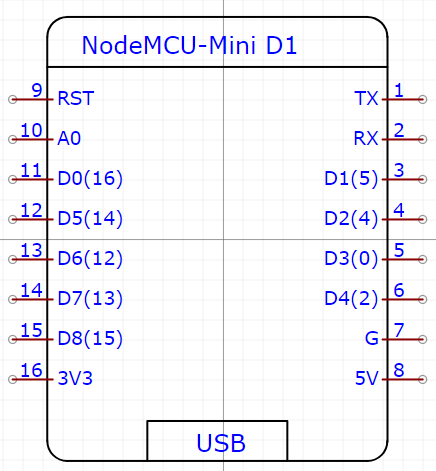 NodeMCU-Mini D1
9 RST TX 1
10 A0 RX 2
11 D0(16) D1(5) 3
12 D5(14) D2(4) 4
13 D6(12) D3(0) 5
14 D7(13) D4(2) 6
15 D8(15) G 7
16 3V3 5V 8
USB